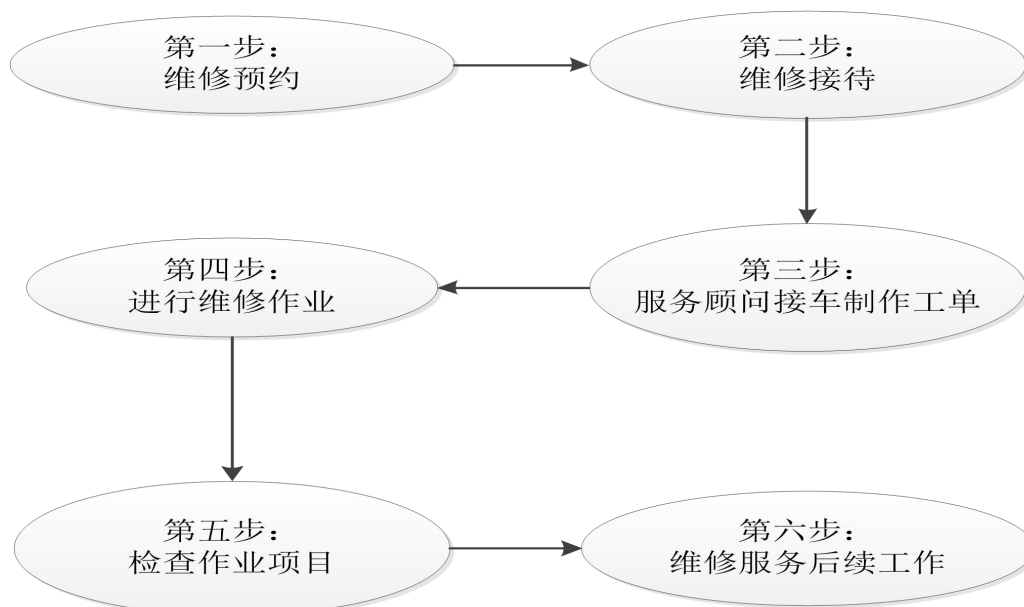 第一步：
维修预约
第二步：
维修接待
第三步：
服务顾问接车制作工单
第四步：
进行维修作业
第五步：
检查作业项目
第六步：
维修服务后续工作